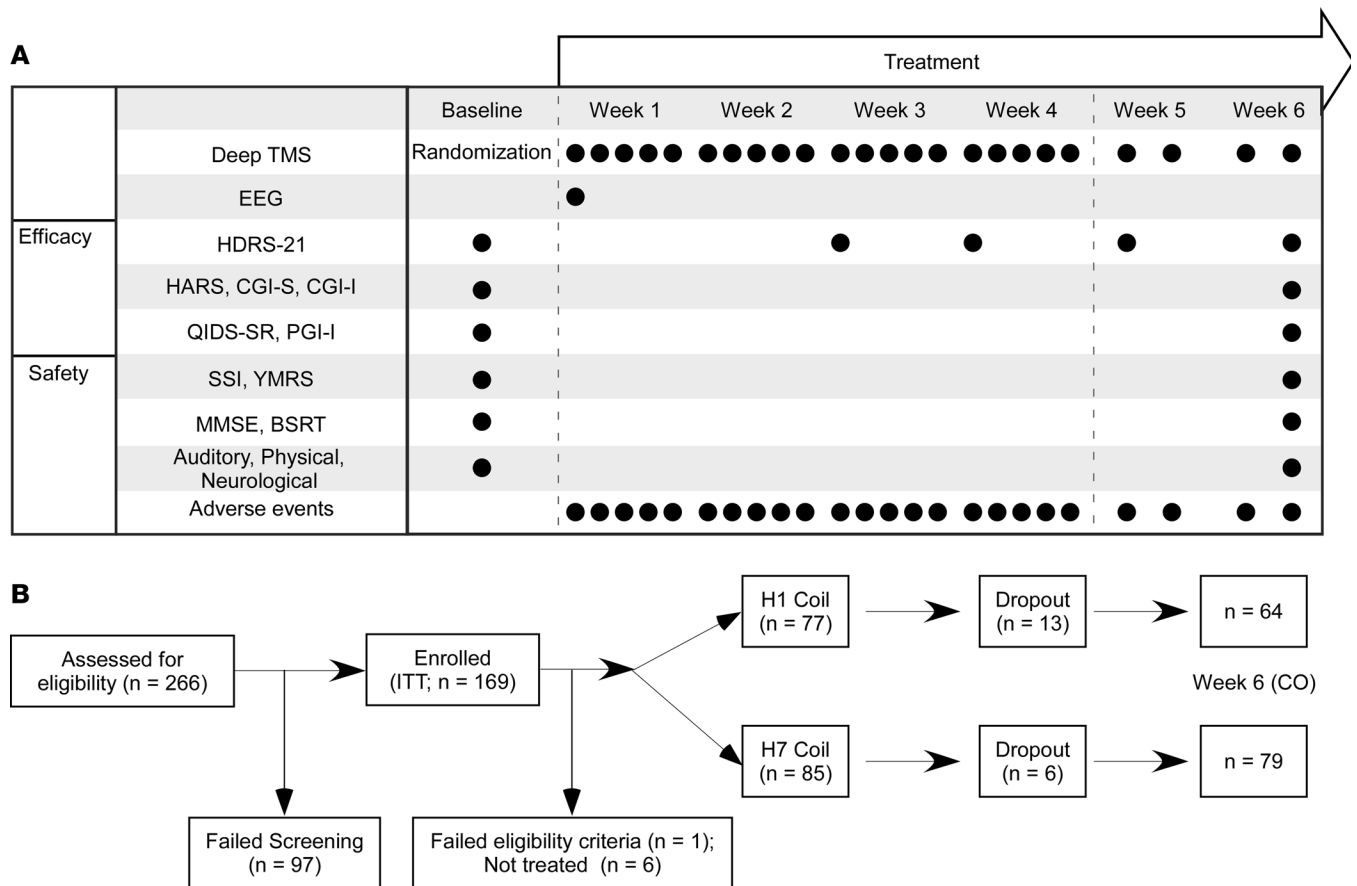 A
Treatment
Baseline Week 1 Week 2 Week 3 Week 4 Week 5 Week 6
Deep TMS Randomization
EEG
Efficacy HDRS-21
HARS, CGI-S, CGI-I
QIDS-SR, PGI-I
Safety SSI, YMRS
MMSE, BSRT
Auditory, Physical,
Neurological
Adverse events
B
Assessed for
eligibility (n = 266)
Failed Screening
(n = 97)
Enrolled
(ITT; n = 169)
Failed eligibility criteria (n = 1);
Not treated (n = 6)
H1 Coil
(n = 77)
Dropout
(n = 13)
n = 64
Week 6 (CO)
H7 Coil
(n = 85)
Dropout
(n = 6)
n = 79